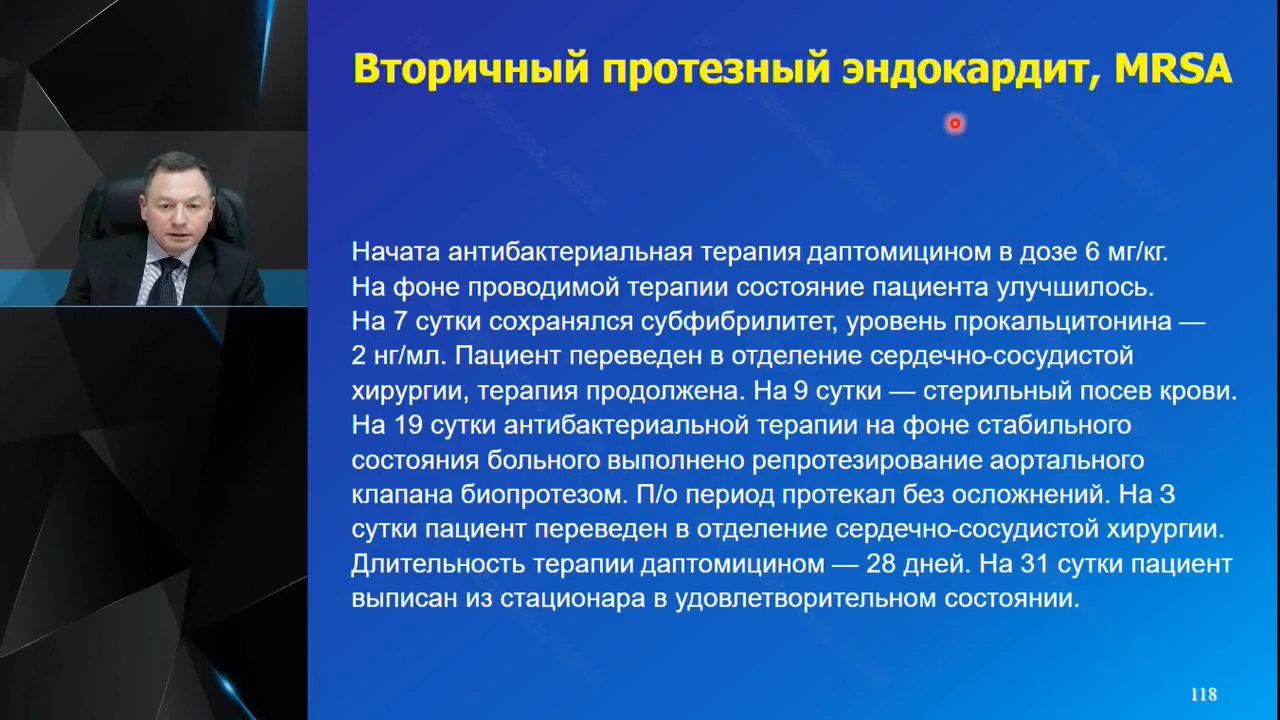 Вторичный протезный эндокардит, MRSA
Начата антибактериальная терапия даптомицином в дозе 6 мг/кг.
На фоне проводимой терапии состояние пациента улучшилось.
На 7 сутки сохранялся субфибрилитет, уровень прокальцитонина —
2 нг/мл. Пациент переведен в отделение сердечно-сосудистой
хирургии, терапия продолжена. На 9 сутки — стерильный посев крови.
На 19 сутки антибактериальной терапии на фоне стабильного
состояния больного выполнено репротезирование аортального
клапана биопротезом. П/о период протекал без осложнений. На 3
сутки пациент переведен в отделение сердечно-сосудистой хирургии.
Длительность терапии даптомицином — 28 дней. На 31 сутки пациент
выписан из стационара в удовлетворительном состоянии.
118